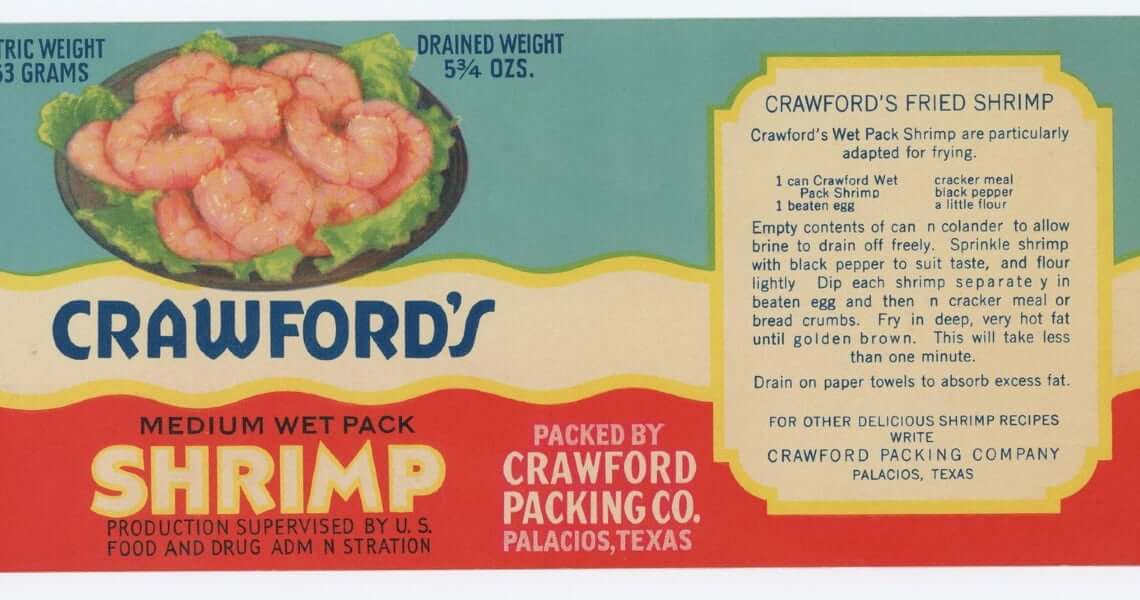 TRIC WEIGHT
63 GRAMS
DRAINED WEIGHT
5¾ OZS.
CRAWFORD'S
MEDIUM WET PACK
SHRIMP
PRODUCTION SUPERVISED BY U. S.
FOOD AND DRUG ADM N STRATION
PACKED BY
CRAWFORD
PACKING CO.
PALACIOS, TEXAS
CRAWFORD'S FRIED SHRIMP
Crawford's Wet Pack Shrimp are particularly
adapted for frying.
1 can Crawford Wet cracker meal
Pack Shrimp black pepper
1 beaten egg a little flour
Empty contents of can n colander to allow
brine to drain off freely. Sprinkle shrimp
with black pepper to suit taste, and flour
lightly Dip each shrimp separate y in
beaten egg and then n cracker meal or
bread crumbs. Fry in deep, very hot fat
until golden brown. This will take less
than one minute.
Drain on paper towels to absorb excess fat.
FOR OTHER DELICIOUS SHRIMP RECIPES
WRITE
CRAWFORD PACKING COMPANY
PALACIOS, TEXAS